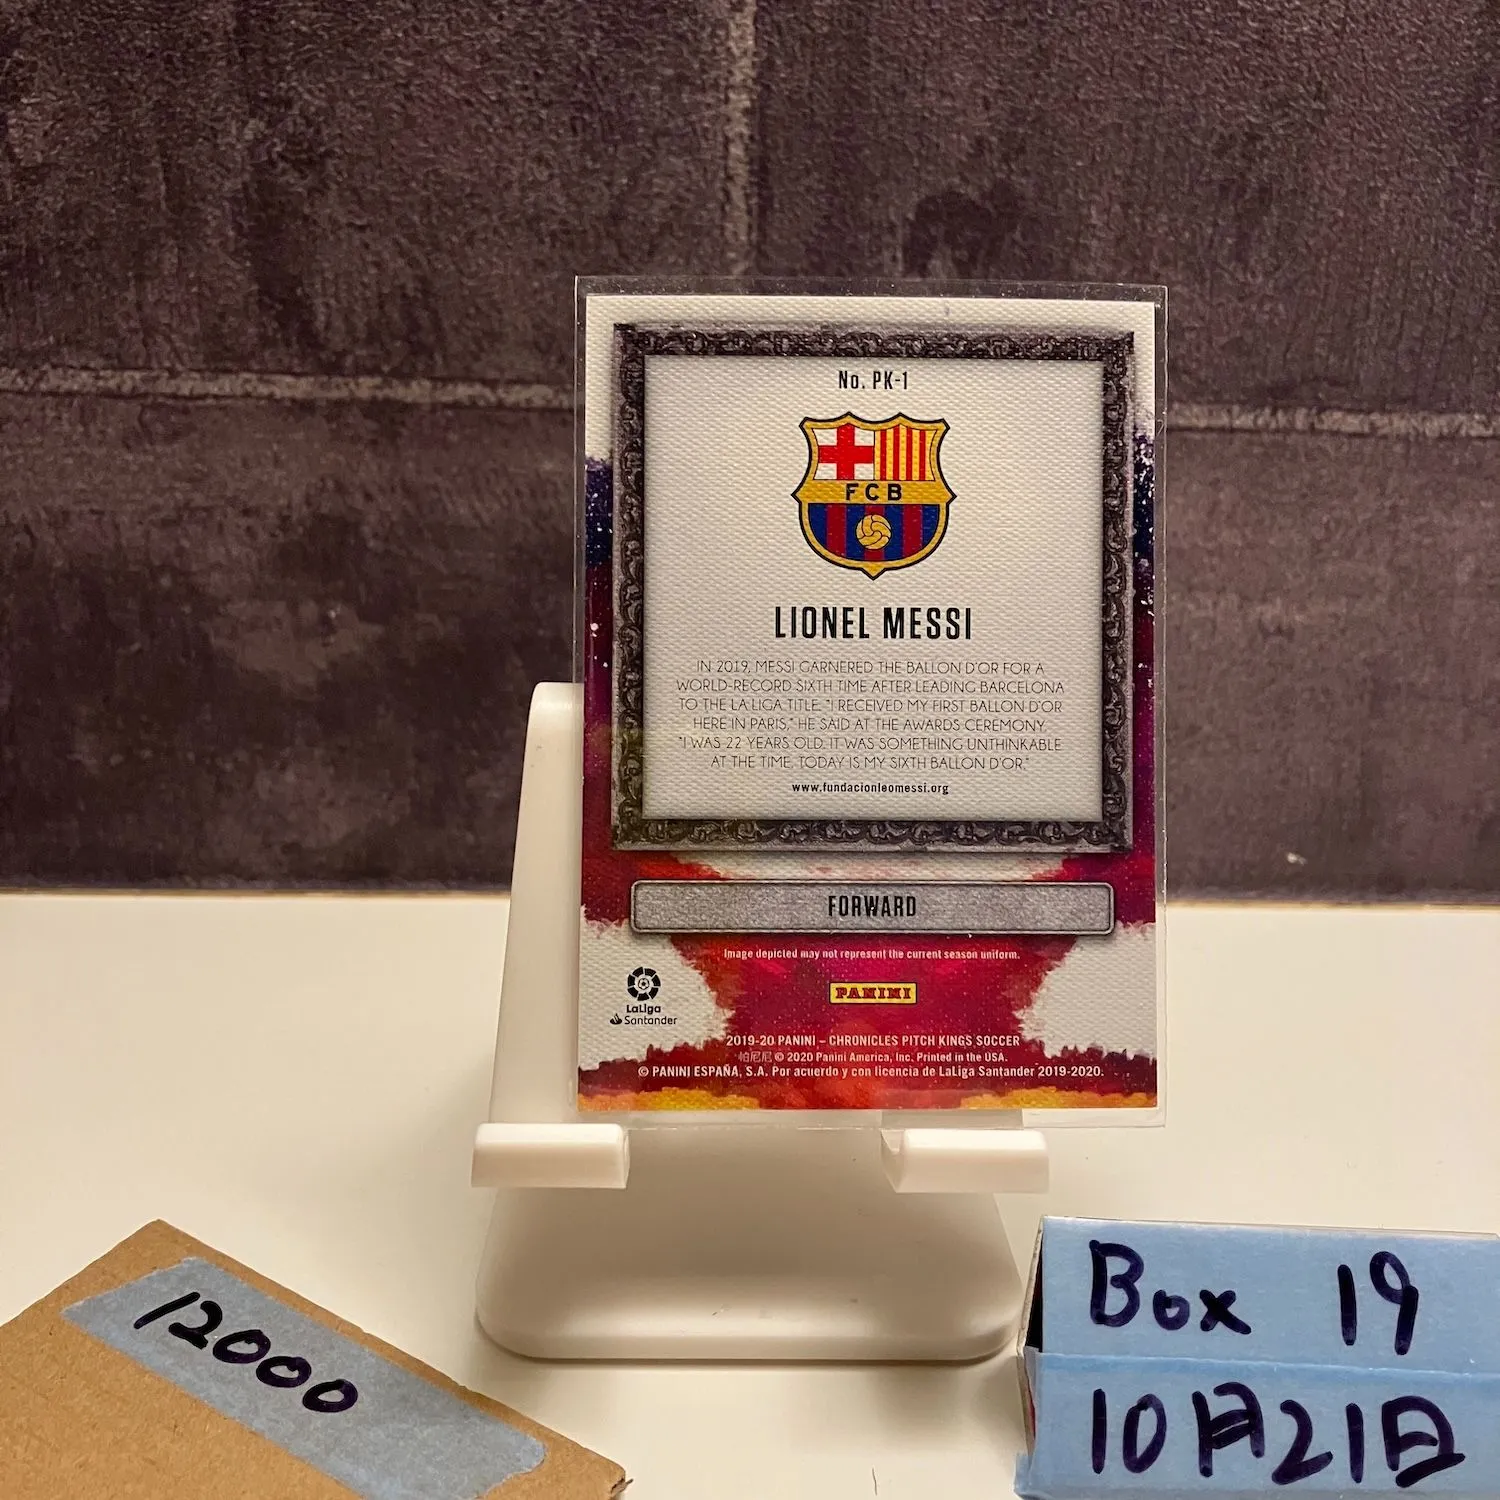 No. PK-1
FCB
LIONEL MESSI
IN 2019, MESSI GARNERED THE BALLON D'OR FOR A
WORLD-RECORD SIXTH TIME AFTER LEADING BARCELONA
TO THE LA LIGA TITLE. "I RECEIVED MY FIRST BALLON D'OR
HERE IN PARIS," HE SAID AT THE AWARDS CEREMONY.
"I WAS 22 YEARS OLD. IT WAS SOMETHING UNTHINKABLE
AT THE TIME. TODAY IS MY SIXTH BALLON D'OR."
www.fundacionleomessi.org
FORWARD
Image depicted may not represent the current season uniform.
PANINI
LaLiga
Santander
2019-20 PANINI – CHRONICLES PITCH KINGS SOCCER
帕尼尼 © 2020 Panini America, Inc. Printed in the USA.
© PANINI ESPAÑA, S.A. Por acuerdo y con licencia de LaLiga Santander 2019-2020.
12000
Box 19
10月21日